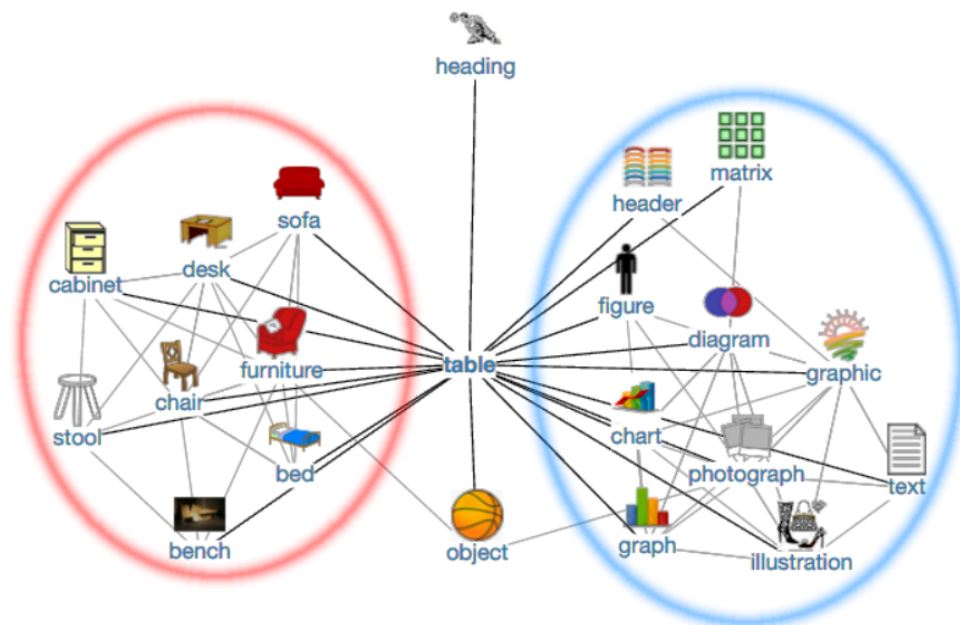 heading
matrix
header
sofa
desk
cabinet
figure
diagram
table
furniture
graphic
chair
stool
chart
bed
photograph
text
bench
object
graph
illustration